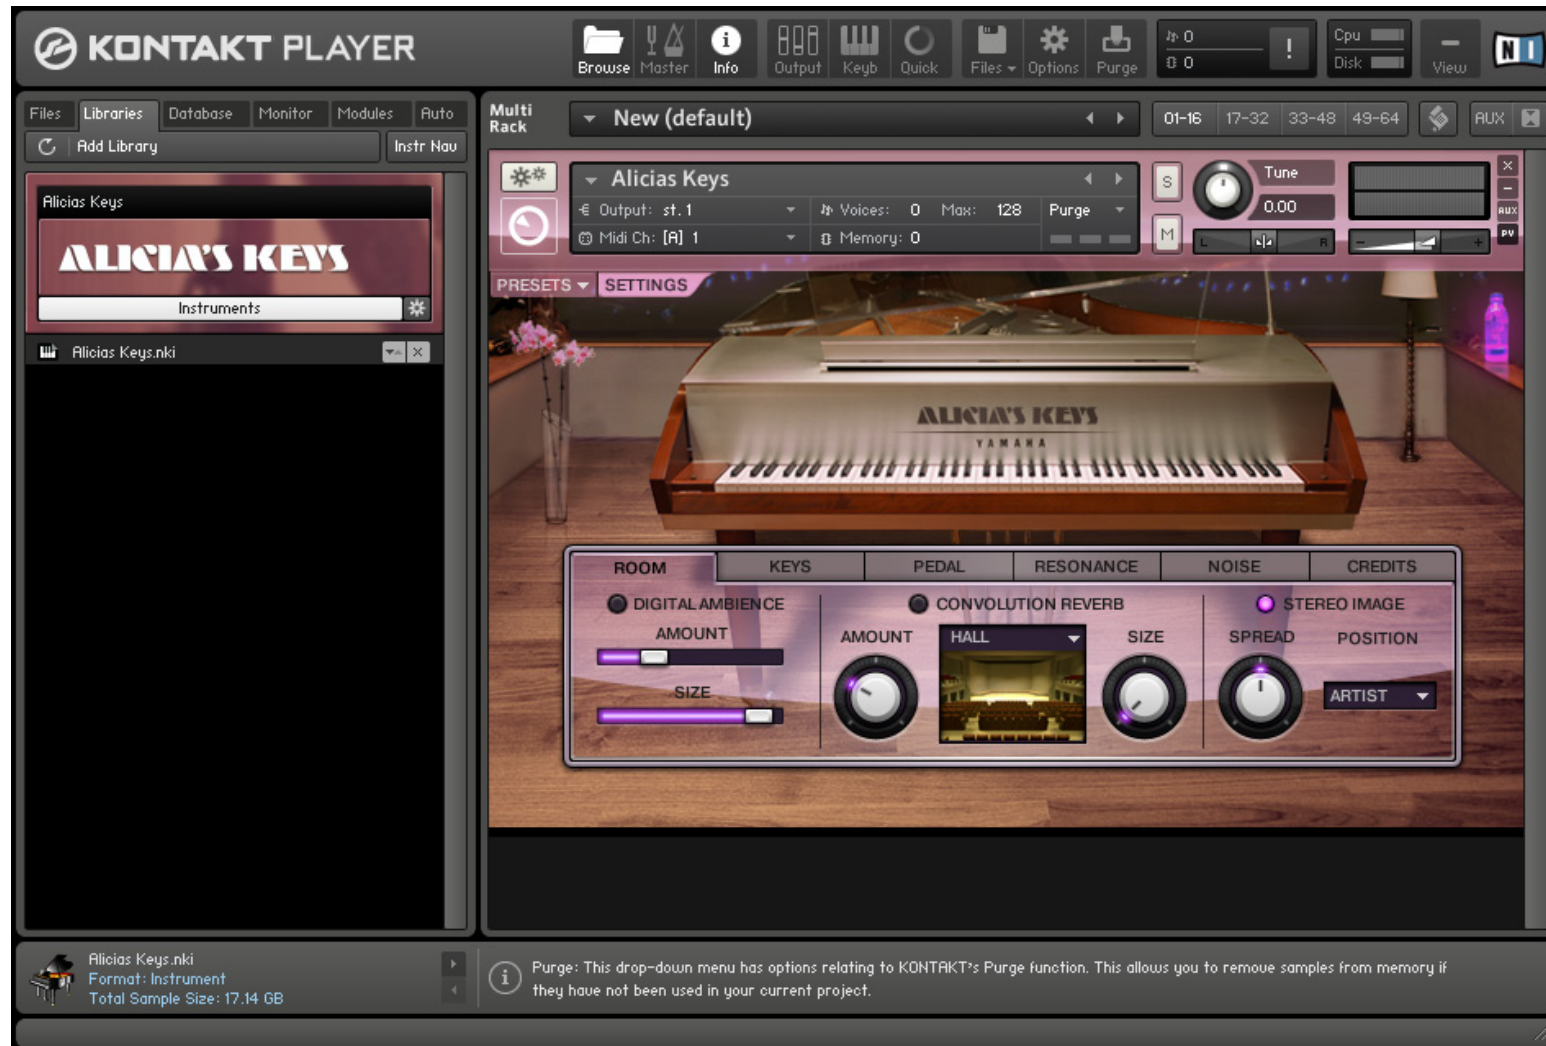 KONTAKT PLAYER
Browse Master Info Output Keyb Quick Files Options Purge
0
0
!
Cpu
Disk
View
NI
Files Libraries Database Monitor Modules Auto
Add Library Instr Nav
Alicias Keys
ALICIA'S KEYS
Instruments
Alicias Keys.nki
Multi
Rack
New (default)
01-16 17-32 33-48 49-64 AUX
Alicias Keys
Output: st.1 Voices: 0 Max: 128 Purge
Midi Ch: [A] 1 Memory: 0
S
M
Tune
0.00
L R
- +
×
-
AUX
PV
PRESETS SETTINGS
ALICIA'S KEYS
YAMAHA
ROOM KEYS PEDAL RESONANCE NOISE CREDITS
DIGITAL AMBIENCE CONVOLUTION REVERB STEREO IMAGE
AMOUNT
SIZE
AMOUNT HALL SIZE
SPREAD POSITION
ARTIST
Alicias Keys.nki
Format: Instrument
Total Sample Size: 17.14 GB
i
Purge: This drop-down menu has options relating to KONTAKT's Purge function. This allows you to remove samples from memory if
they have not been used in your current project.